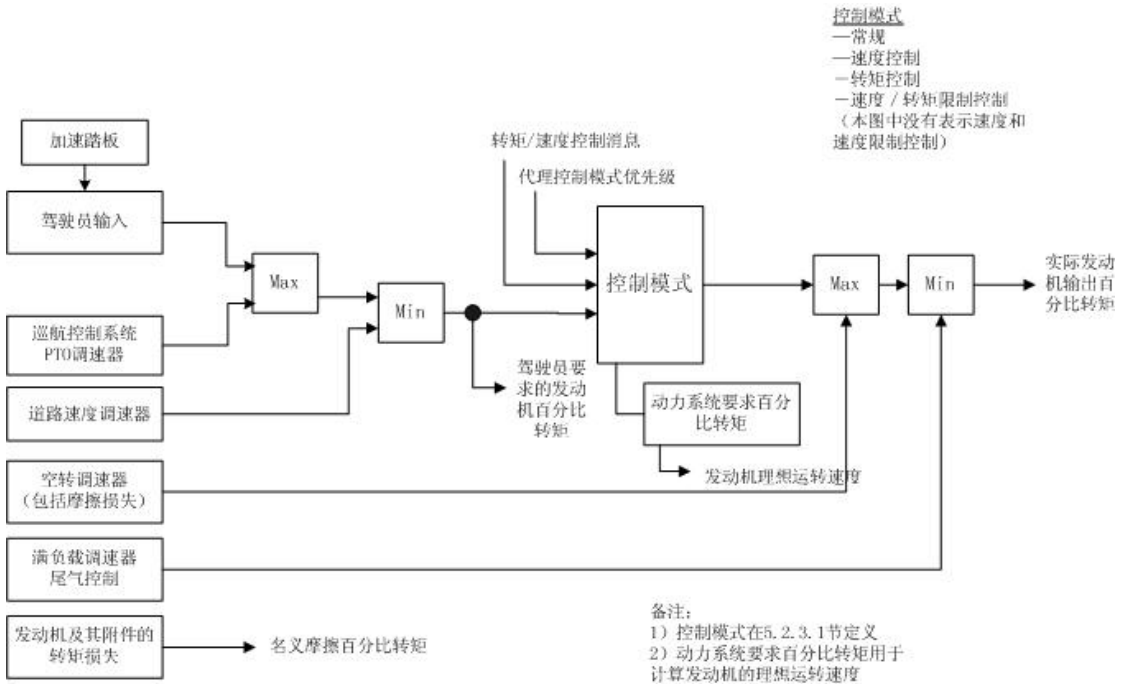 控制模式
—常规
—速度控制
－转矩控制
－速度／转矩限制控制
（本图中没有表示速度和
速度限制控制）
加速踏板
转矩/速度控制消息
代理控制模式优先级
驾驶员输入
Max
控制模式
Max
Min
实际发动
机输出百
分比转矩
Min
巡航控制系统
PTO调速器
驾驶员要
求的发动
机百分比
转矩
道路速度调速器
动力系统要求百分
比转矩
空转调速器
（包括摩擦损失）
发动机理想运转速度
满负载调速器
尾气控制
发动机及其附件的
转矩损失
名义摩擦百分比转矩
备注：
1）控制模式在5.2.3.1节定义
2）动力系统要求百分比转矩用于
计算发动机的理想运转速度